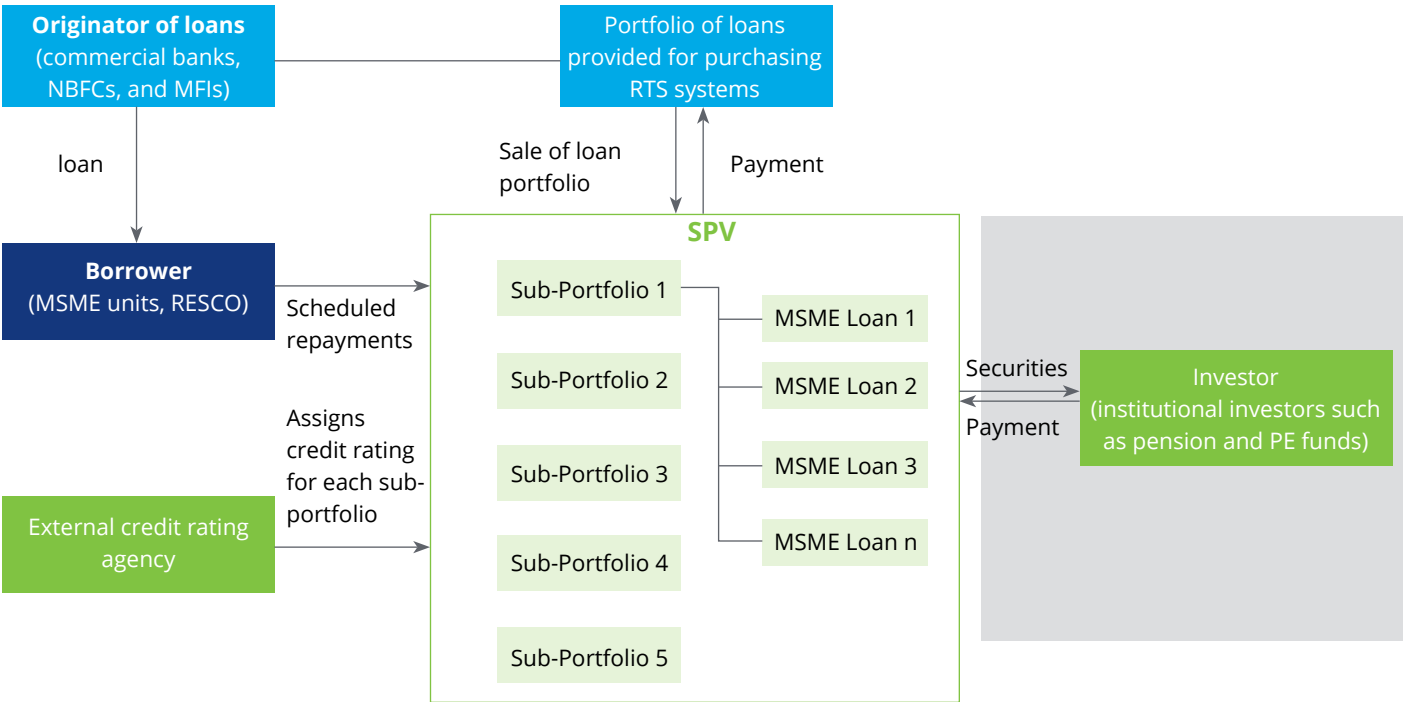 Originator of loans
(commercial banks,
NBFCs, and MFIs)
Portfolio of loans
provided for purchasing
RTS systems
loan
Sale of loan
portfolio
Payment
SPV
Borrower
(MSME units, RESCO)
Scheduled
repayments
Sub-Portfolio 1
MSME Loan 1
Sub-Portfolio 2
MSME Loan 2
Sub-Portfolio 3
MSME Loan 3
Sub-Portfolio 4
MSME Loan n
Sub-Portfolio 5
Assigns
credit rating
for each sub-
portfolio
External credit rating
agency
Securities
Payment
Investor
(institutional investors such
as pension and PE funds)